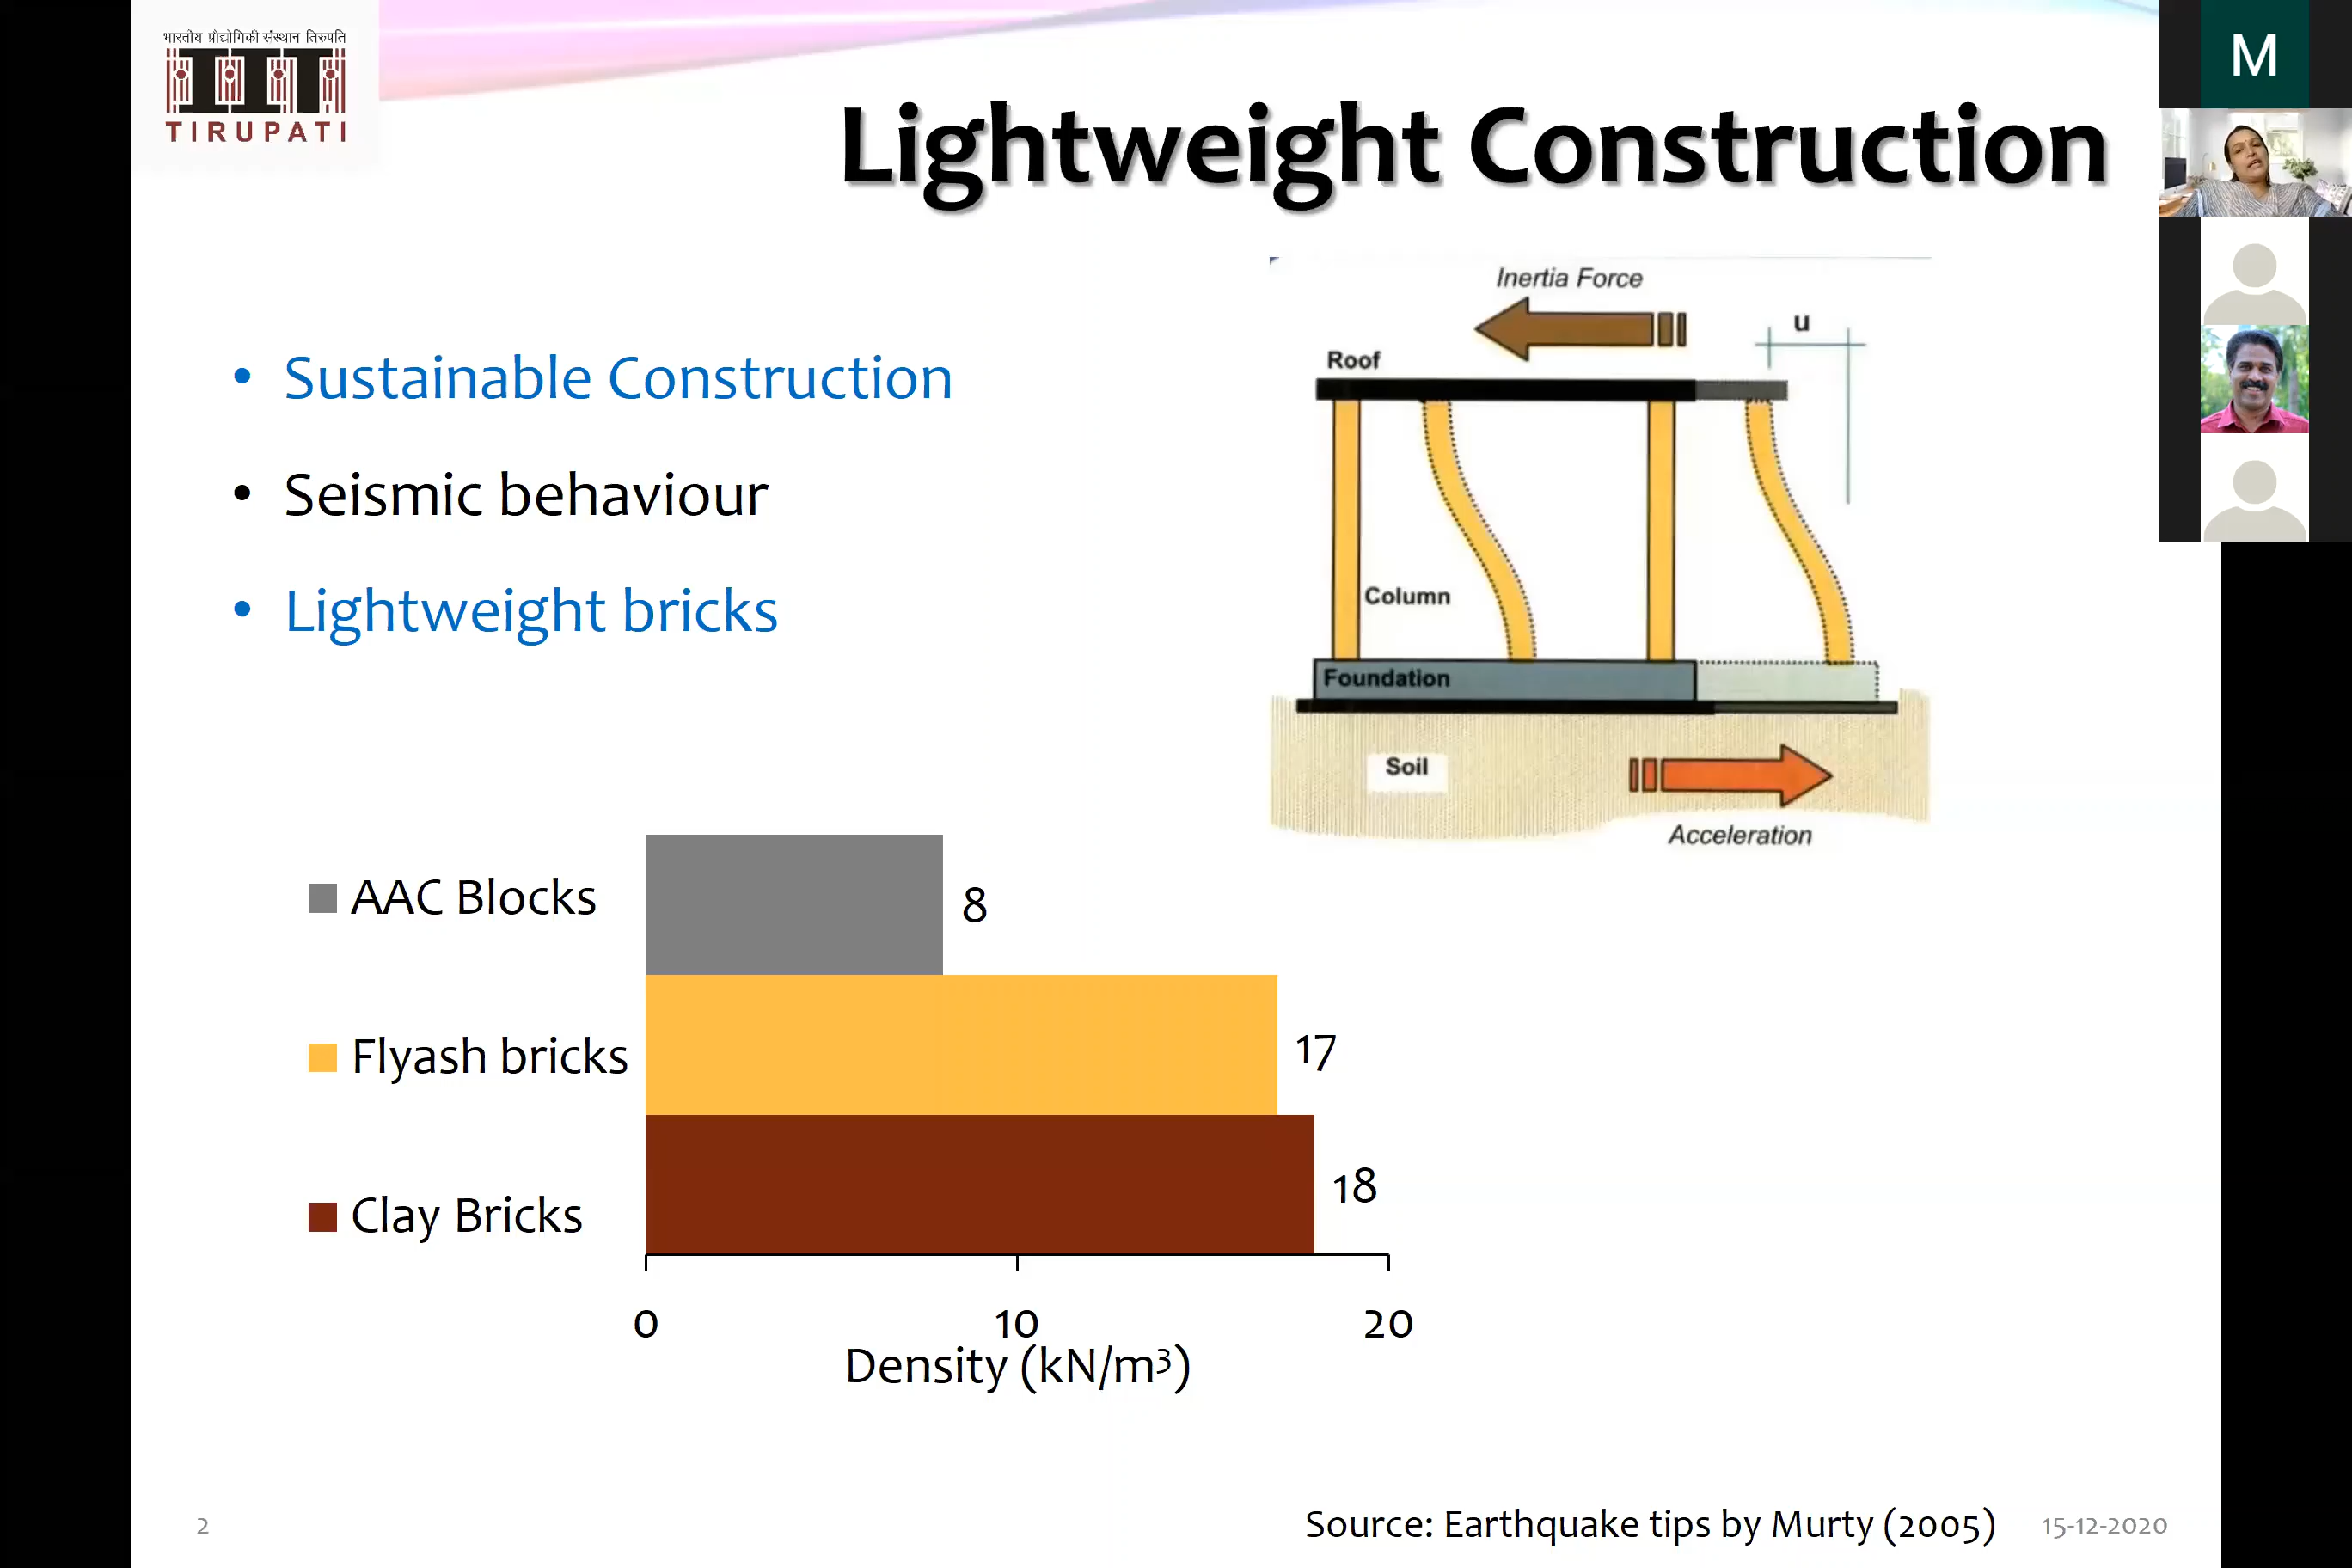 भारतीय प्रौद्योगिकी संस्थान तिरुपति
IIT
TIRUPATI
M
Lightweight Construction
• Sustainable Construction
• Seismic behaviour
• Lightweight bricks
Inertia Force
u
Roof
Column
Foundation
Soil
Acceleration
AAC Blocks
8
Flyash bricks
17
Clay Bricks
18
0 10 20
Density (kN/m³)
2
Source: Earthquake tips by Murty (2005)
15-12-2020